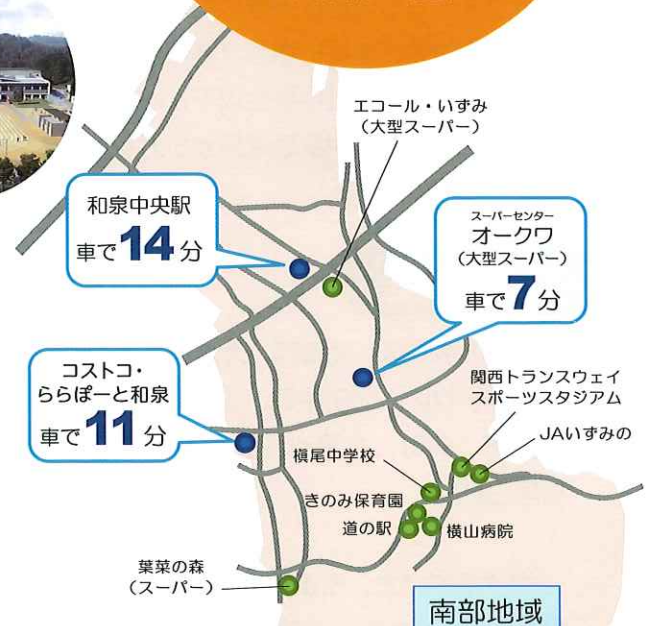 エコール・いずみ
（大型スーパー）
和泉中央駅
車で14分
スーパーセンター
オークワ
（大型スーパー）
車で7分
コストコ・
ららぽーと和泉
車で11分
関西トランスウェイ
スポーツスタジアム
JAいずみの
槇尾中学校
きのみ保育園
道の駅
横山病院
葉菜の森
（スーパー）
南部地域